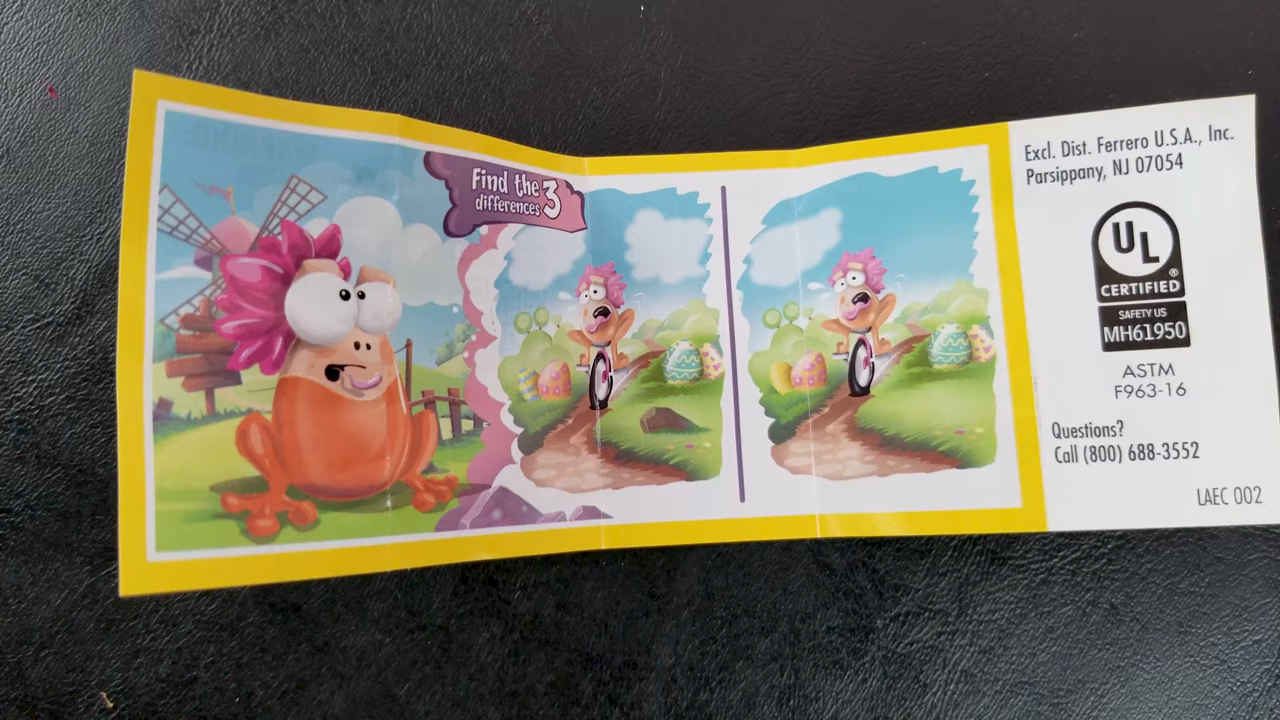 Find the
differences 3
Excl. Dist. Ferrero U.S.A., Inc.
Parsippany, NJ 07054
UL
®
CERTIFIED
SAFETY US
MH61950
ASTM
F963-16
Questions?
Call (800) 688-3552
LAEC 002